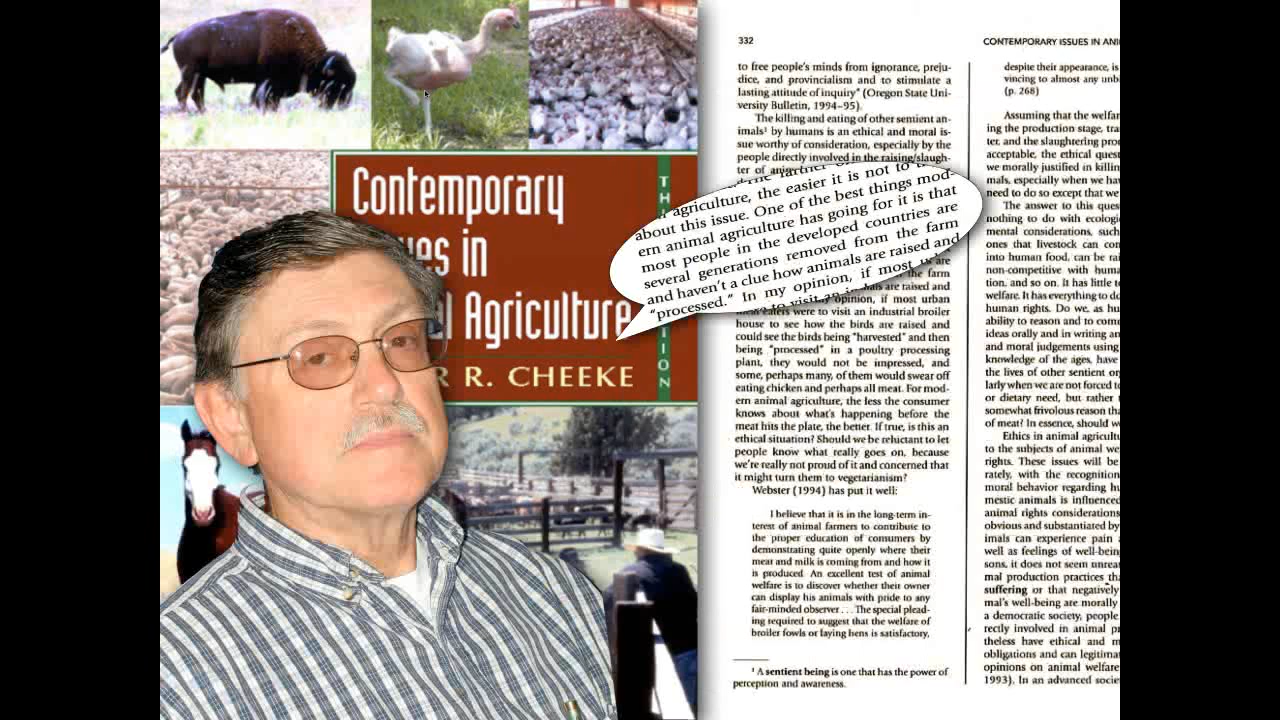 Contemporary
ues in
l Agriculture
TH
ION
R R. CHEEKE
agriculture, the easier it is not to
about this issue. One of the best things mod-
ern animal agriculture has going for it is that
most people in the developed countries are
several generations removed from the farm
and haven't a clue how animals are raised and
"processed." In my opinion, if most
332
to free people's minds from ignorance, preju-
dice, and provincialism and to stimulate a
lasting attitude of inquiry" (Oregon State Uni-
versity Bulletin, 1994–95).
The killing and eating of other sentient an-
imals¹ by humans is an ethical and moral is-
sue worthy of consideration, especially by the
people directly involved in the raising/slaugh-
ter of
the farm
are raised and
opinion, if most urban
meat eaters were to visit an industrial broiler
house to see how the birds are raised and
could see the birds being "harvested" and then
being "processed" in a poultry processing
plant, they would not be impressed, and
some, perhaps many, of them would swear off
eating chicken and perhaps all meat. For mod-
ern animal agriculture, the less the consumer
knows about what's happening before the
meat hits the plate, the better. If true, is this an
ethical situation? Should we be reluctant to let
people know what really goes on, because
we're really not proud of it and concerned that
it might turn them to vegetarianism?
Webster (1994) has put it well:
I believe that it is in the long-term in-
terest of animal farmers to contribute to
the proper education of consumers by
demonstrating quite openly where their
meat and milk is coming from and how it
is produced. An excellent test of animal
welfare is to discover whether their owner
can display his animals with pride to any
fair-minded observer . . . The special plead-
ing required to suggest that the welfare of
broiler fowls or laying hens is satisfactory,
¹ A sentient being is one that has the power of
perception and awareness.
CONTEMPORARY ISSUES IN ANI
despite their appearance, is
vincing to almost any unb
(p. 268)
Assuming that the welfar
ing the production stage, tra
ter, and the slaughtering pro
acceptable, the ethical quest
we morally justified in killin
mals, especially when we hav
need to do so except that we
The answer to this ques
nothing to do with ecologi
mental considerations, such
ones that livestock can con
into human food, can be rai
non-competitive with huma
tion, and so on. It has little t
welfare. It has everything to d
human rights. Do we, as hu
ability to reason and to com
ideas orally and in writing an
and moral judgements using
knowledge of the ages, have
the lives of other sentient or
larly when we are not forced t
or dietary need, but rather
somewhat frivolous reason tha
of meat? In essence, should w
Ethics in animal agricultu
to the subjects of animal we
rights. These issues will be
rately, with the recognition
moral behavior regarding hu
mestic animals is influenced
animal rights considerations
obvious and substantiated by
imals can experience pain a
well as feelings of well-being
sons, it does not seem unrea
mal production practices tha
suffering or that negatively
mal's well-being are morally
a democratic society, people
rectly involved in animal pr
theless have ethical and m
obligations and can legitimat
opinions on animal welfare
1993). In an advanced socie